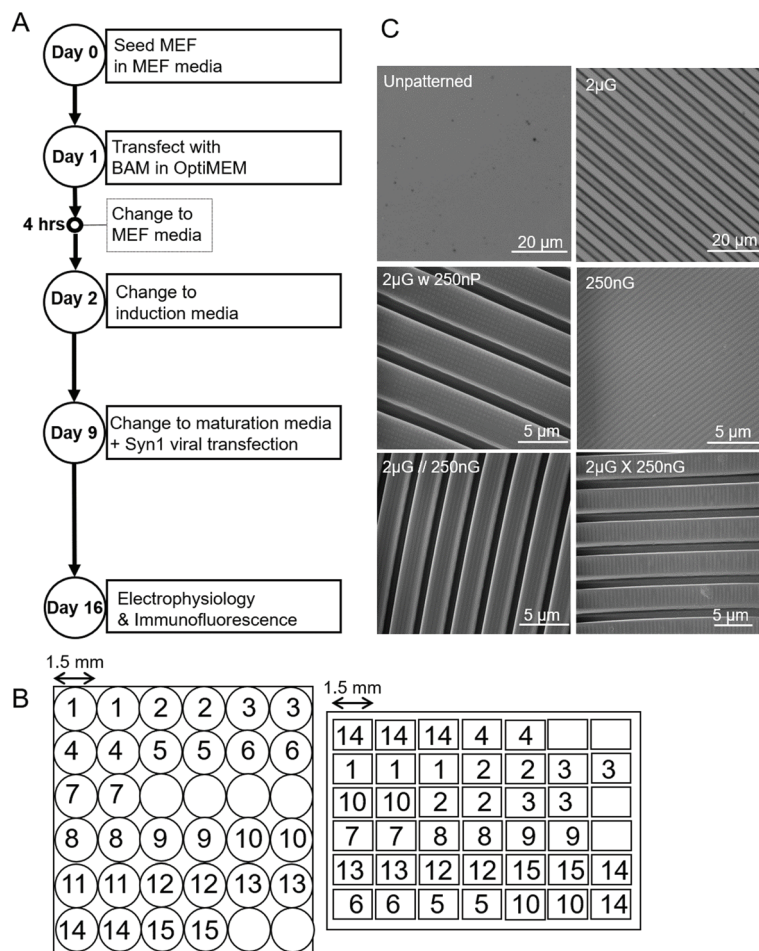 A
Day 0
Seed MEF
in MEF media
Day 1
Transfect with
BAM in OptiMEM
4 hrs
Change to
MEF media
Day 2
Change to
induction media
Day 9
Change to maturation media
+ Syn1 viral transfection
Day 16
Electrophysiology
& Immunofluorescence
C
Unpatterned
20 µm
2µG
20 µm
2µG w 250nP
5 µm
250nG
5 µm
2µG // 250nG
5 µm
2µG X 250nG
5 µm
B
1.5 mm
1 1 2 2 3 3
4 4 5 5 6 6
7 7
8 8 9 9 10 10
11 11 12 12 13 13
14 14 15 15
1.5 mm
14 14 14 4 4
1 1 1 2 2 3 3
10 10 2 2 3 3
7 7 8 8 9 9
13 13 12 12 15 15 14
6 6 5 5 10 10 14